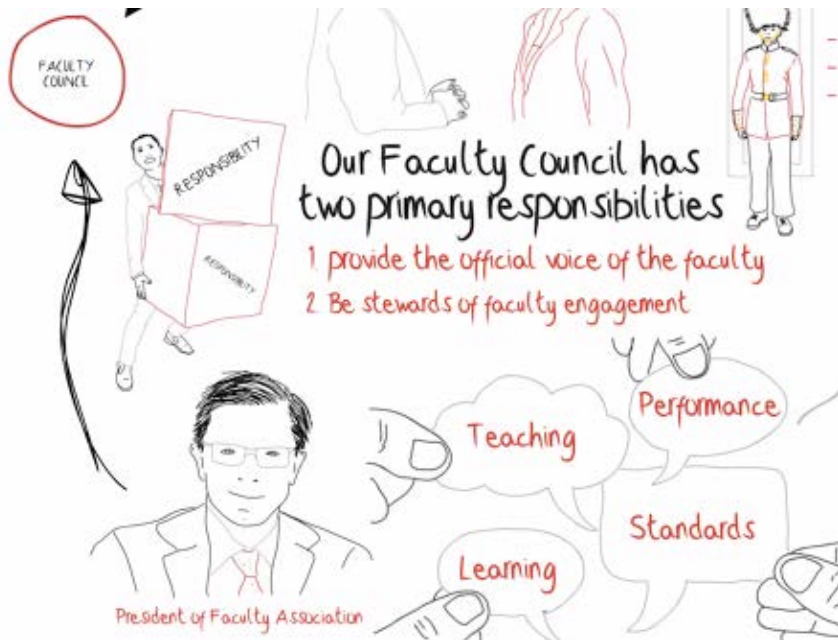 FACULTY
COUNCIL
RESPONSIBILITY
RESPONSIBILITY
Our Faculty Council has
two primary responsibilities
1 provide the official voice of the faculty
2 Be stewards of faculty engagement
Teaching
Performance
Standards
Learning
President of Faculty Association